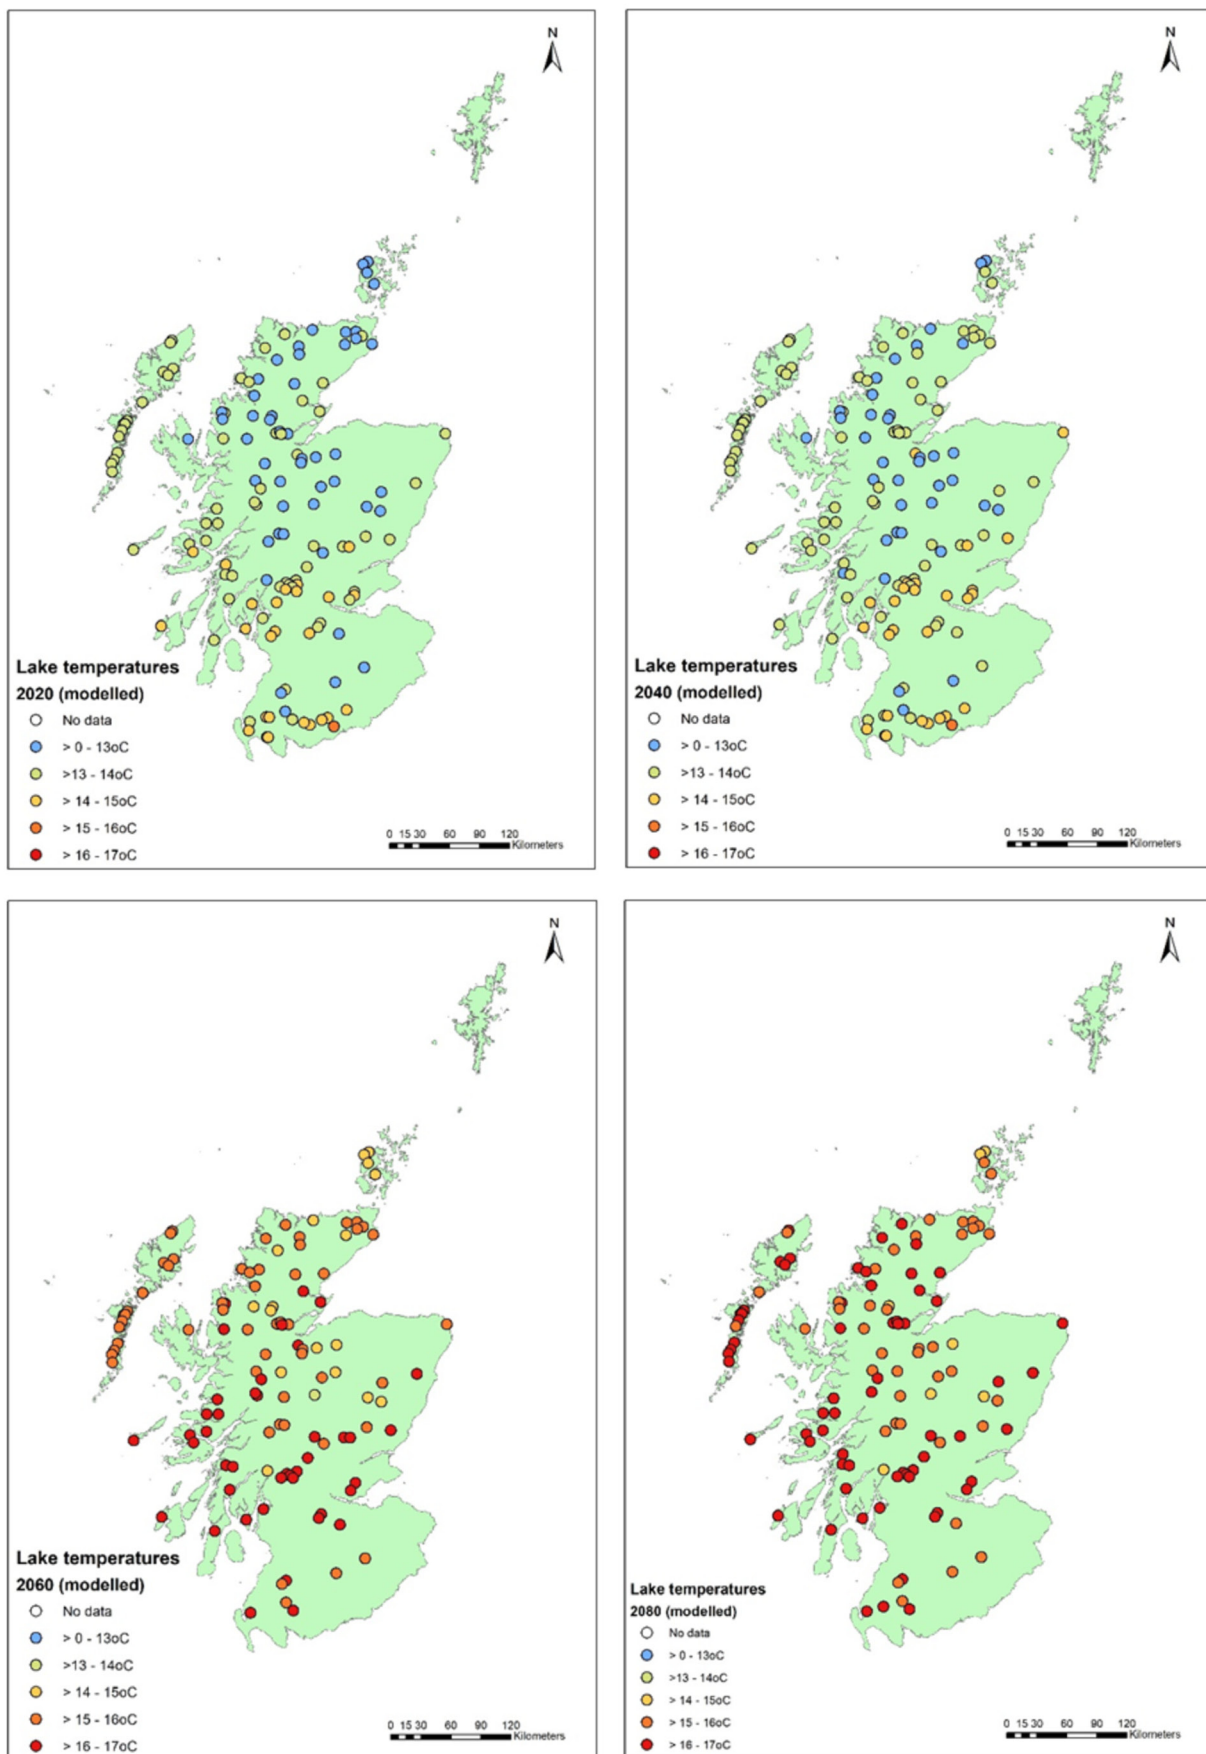 N
Lake temperatures
2020 (modelled)
No data
> 0 - 13oC
>13 - 14oC
> 14 - 15oC
> 15 - 16oC
> 16 - 17oC
0 15 30 60 90 120
Kilometers
N
Lake temperatures
2040 (modelled)
No data
> 0 - 13oC
>13 - 14oC
> 14 - 15oC
> 15 - 16oC
> 16 - 17oC
0 15 30 60 90 120
Kilometers
N
Lake temperatures
2060 (modelled)
No data
> 0 - 13oC
>13 - 14oC
> 14 - 15oC
> 15 - 16oC
> 16 - 17oC
0 15 30 60 90 120
Kilometers
N
Lake temperatures
2080 (modelled)
No data
> 0 - 13oC
>13 - 14oC
> 14 - 15oC
> 15 - 16oC
> 16 - 17oC
0 15 30 60 90 120
Kilometers